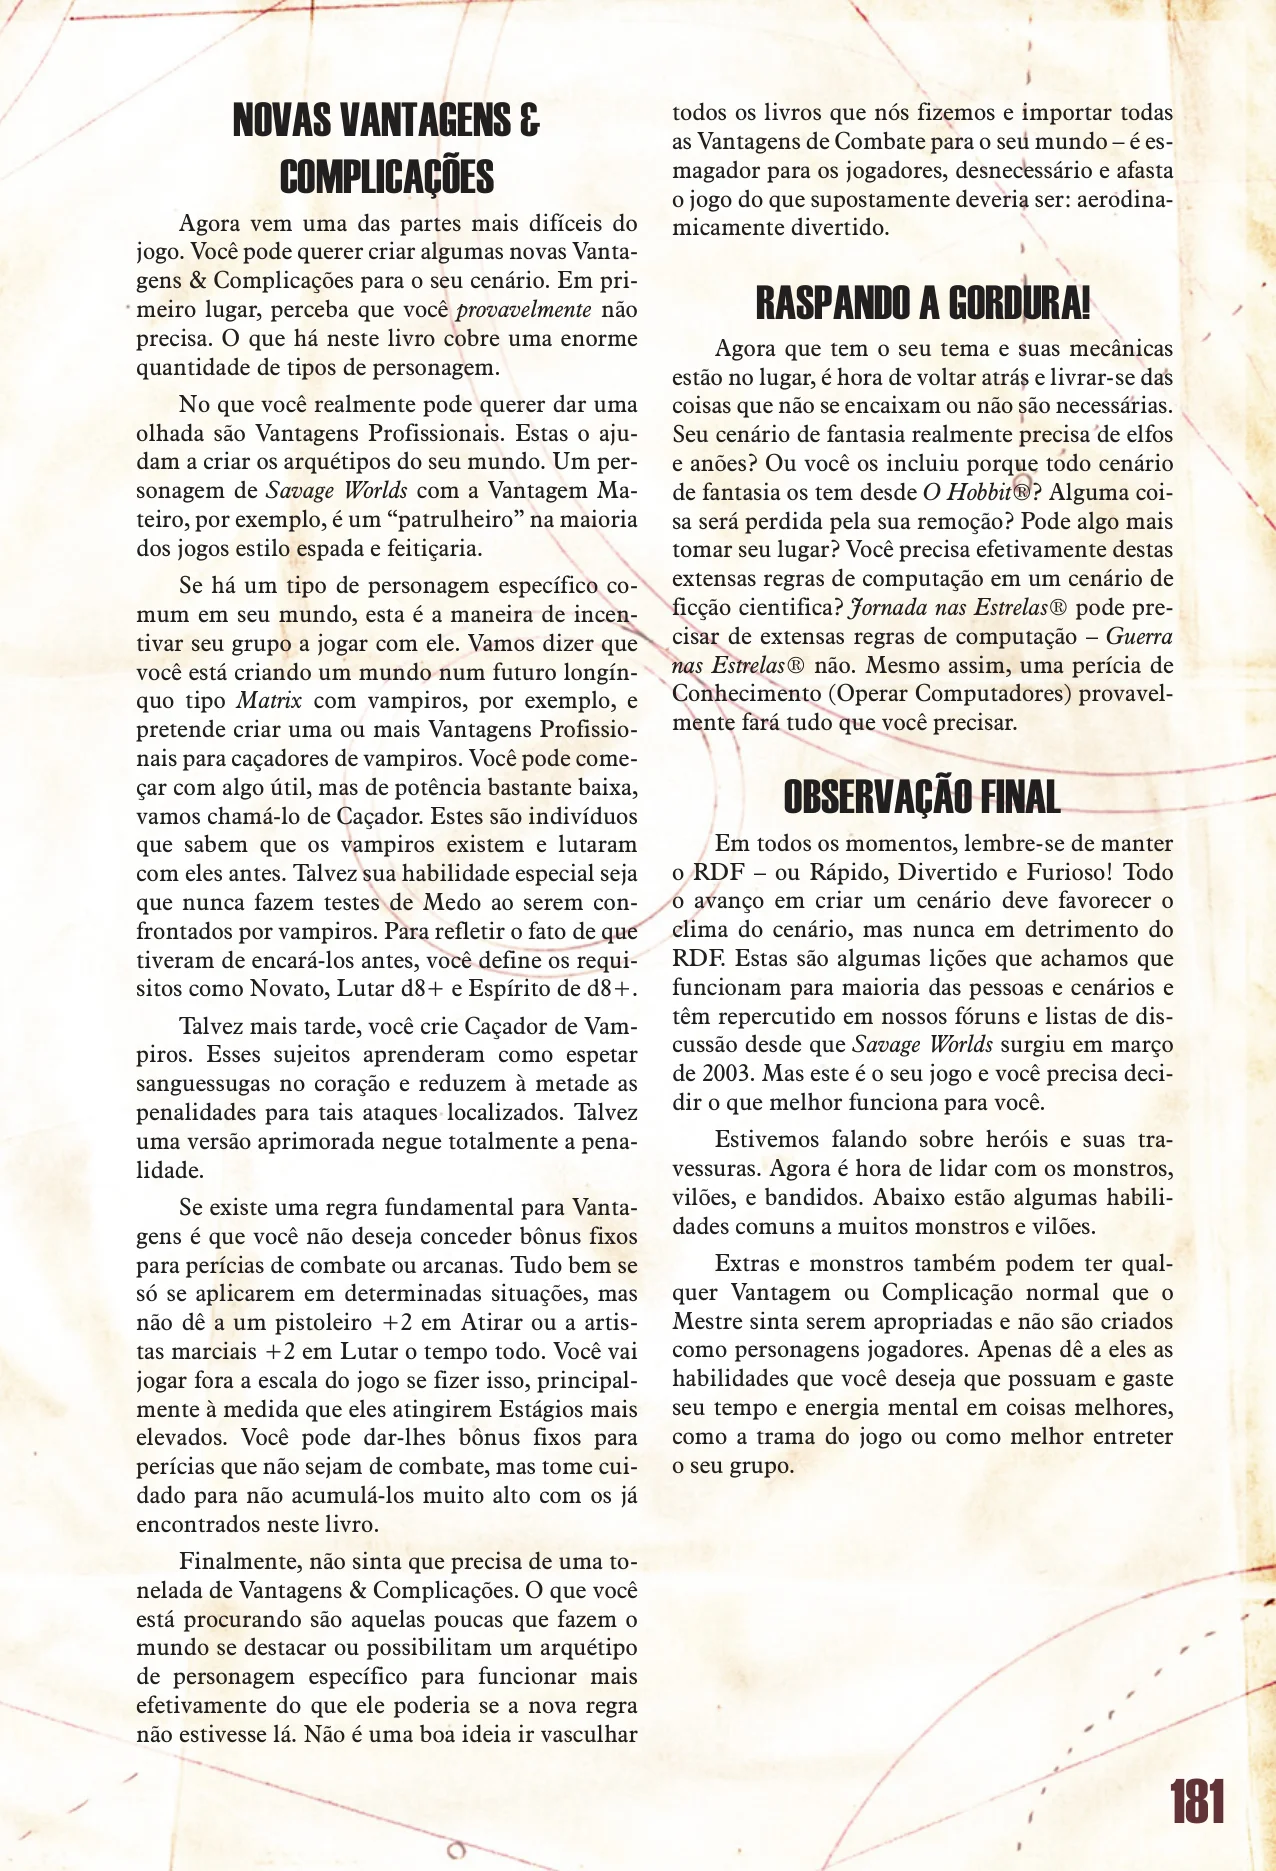 NOVAS VANTAGENS &
COMPLICAÇÕES
Agora vem uma das partes mais difíceis do
jogo. Você pode querer criar algumas novas Vanta-
gens & Complicações para o seu cenário. Em pri-
meiro lugar, perceba que você provavelmente não
precisa. O que há neste livro cobre uma enorme
quantidade de tipos de personagem.
No que você realmente pode querer dar uma
olhada são Vantagens Profissionais. Estas o aju-
dam a criar os arquétipos do seu mundo. Um per-
sonagem de Savage Worlds com a Vantagem Ma-
teiro, por exemplo, é um “patrulheiro” na maioria
dos jogos estilo espada e feitiçaria.
Se há um tipo de personagem específico co-
mum em seu mundo, esta é a maneira de incen-
tivar seu grupo a jogar com ele. Vamos dizer que
você está criando um mundo num futuro longín-
quo tipo Matrix com vampiros, por exemplo, e
pretende criar uma ou mais Vantagens Profissio-
nais para caçadores de vampiros. Você pode come-
çar com algo útil, mas de potência bastante baixa,
vamos chamá-lo de Caçador. Estes são indivíduos
que sabem que os vampiros existem e lutaram
com eles antes. Talvez sua habilidade especial seja
que nunca fazem testes de Medo ao serem con-
frontados por vampiros. Para refletir o fato de que
tiveram de encará-los antes, você define os requi-
sitos como Novato, Lutar d8+ e Espírito de d8+.
Talvez mais tarde, você crie Caçador de Vam-
piros. Esses sujeitos aprenderam como espetar
sanguessugas no coração e reduzem à metade as
penalidades para tais ataques localizados. Talvez
uma versão aprimorada negue totalmente a pena-
lidade.
Se existe uma regra fundamental para Vanta-
gens é que você não deseja conceder bônus fixos
para perícias de combate ou arcanas. Tudo bem se
só se aplicarem em determinadas situações, mas
não dê a um pistoleiro +2 em Atirar ou a artis-
tas marciais +2 em Lutar o tempo todo. Você vai
jogar fora a escala do jogo se fizer isso, principal-
mente à medida que eles atingirem Estágios mais
elevados. Você pode dar-lhes bônus fixos para
perícias que não sejam de combate, mas tome cui-
dado para não acumulá-los muito alto com os já
encontrados neste livro.
Finalmente, não sinta que precisa de uma to-
nelada de Vantagens & Complicações. O que você
está procurando são aquelas poucas que fazem o
mundo se destacar ou possibilitam um arquétipo
de personagem específico para funcionar mais
efetivamente do que ele poderia se a nova regra
não estivesse lá. Não é uma boa ideia ir vasculhar
todos os livros que nós fizemos e importar todas
as Vantagens de Combate para o seu mundo – é es-
magador para os jogadores, desnecessário e afasta
o jogo do que supostamente deveria ser: aerodina-
micamente divertido.
RASPANDO A GORDURA!
Agora que tem o seu tema e suas mecânicas
estão no lugar, é hora de voltar atrás e livrar-se das
coisas que não se encaixam ou não são necessárias.
Seu cenário de fantasia realmente precisa de elfos
e anões? Ou você os incluiu porque todo cenário
de fantasia os tem desde O Hobbit®? Alguma coi-
sa será perdida pela sua remoção? Pode algo mais
tomar seu lugar? Você precisa efetivamente destas
extensas regras de computação em um cenário de
ficção cientifica? Jornada nas Estrelas® pode pre-
cisar de extensas regras de computação – Guerra
nas Estrelas® não. Mesmo assim, uma perícia de
Conhecimento (Operar Computadores) provavel-
mente fará tudo que você precisar.
OBSERVAÇÃO FINAL
Em todos os momentos, lembre-se de manter
o RDF – ou Rápido, Divertido e Furioso! Todo
o avanço em criar um cenário deve favorecer o
clima do cenário, mas nunca em detrimento do
RDF. Estas são algumas lições que achamos que
funcionam para maioria das pessoas e cenários e
têm repercutido em nossos fóruns e listas de dis-
cussão desde que Savage Worlds surgiu em março
de 2003. Mas este é o seu jogo e você precisa deci-
dir o que melhor funciona para você.
Estivemos falando sobre heróis e suas tra-
vessuras. Agora é hora de lidar com os monstros,
vilões, e bandidos. Abaixo estão algumas habili-
dades comuns a muitos monstros e vilões.
Extras e monstros também podem ter qual-
quer Vantagem ou Complicação normal que o
Mestre sinta serem apropriadas e não são criados
como personagens jogadores. Apenas dê a eles as
habilidades que você deseja que possuam e gaste
seu tempo e energia mental em coisas melhores,
como a trama do jogo ou como melhor entreter
o seu grupo.
181